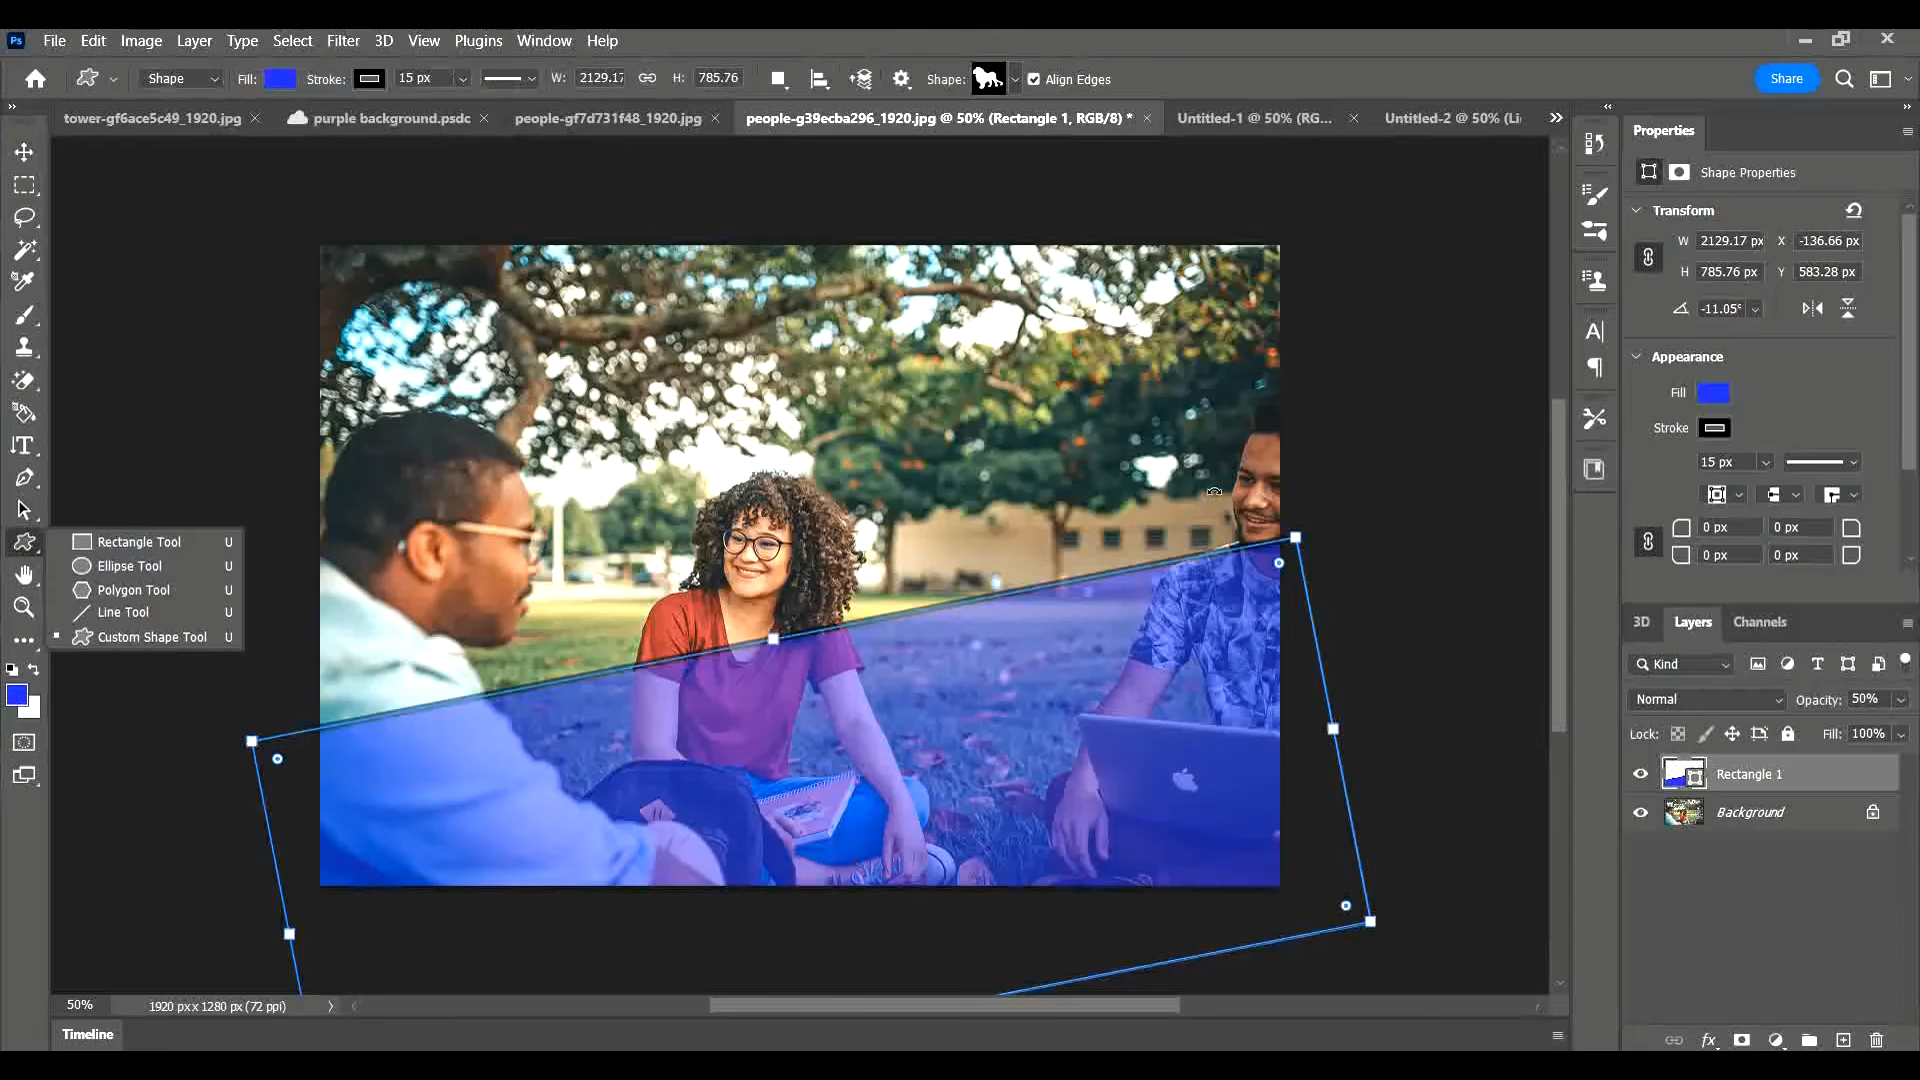 Ps File Edit Image Layer Type Select Filter 3D View Plugins Window Help
Shape Fill: Stroke: 15 px W: 2129.17 H: 785.76 Shape: Align Edges Share
tower-gf6ace5c49_1920.jpg purple background.psdc people-gf7d731f48_1920.jpg people-g39ecba296_1920.jpg @ 50% (Rectangle 1, RGB/8) * Untitled-1 @ 50% (RG... Untitled-2 @ 50% (Li
Properties
Shape Properties
Transform
W 2129.17 px X -136.66 px
H 785.76 px Y 583.28 px
-11.05°
Appearance
Fill
Stroke
15 px
0 px 0 px
0 px 0 px
Rectangle Tool U
Ellipse Tool U
Polygon Tool U
Line Tool U
Custom Shape Tool U
3D Layers Channels
Kind
Normal Opacity: 50%
Lock: Fill: 100%
Rectangle 1
Background
50% 1920 px x 1280 px (72 ppi)
Timeline
fx